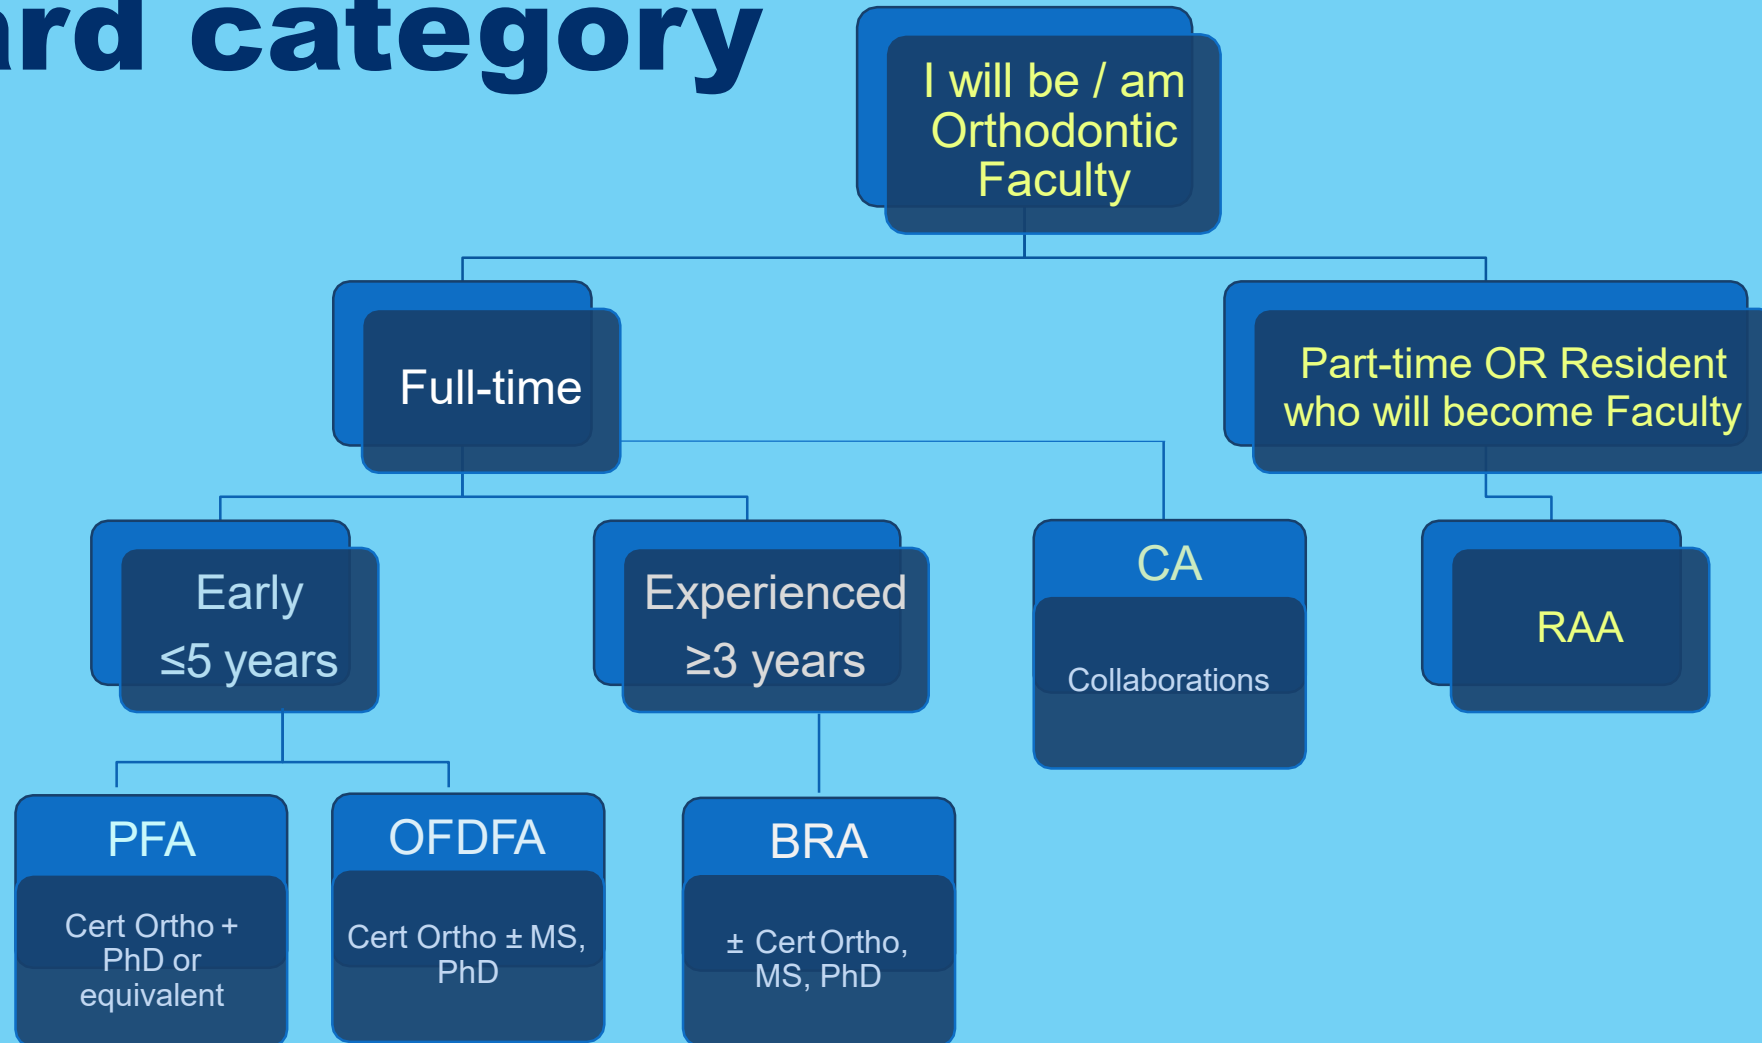 category
I will be / am
Orthodontic
Faculty
Full-time
Part-time OR Resident
who will become Faculty
Early
≤5 years
Experienced
≥3 years
CA
Collaborations
RAA
PFA
Cert Ortho +
PhD or
equivalent
OFDFA
Cert Ortho ± MS,
PhD
BRA
± Cert Ortho,
MS, PhD